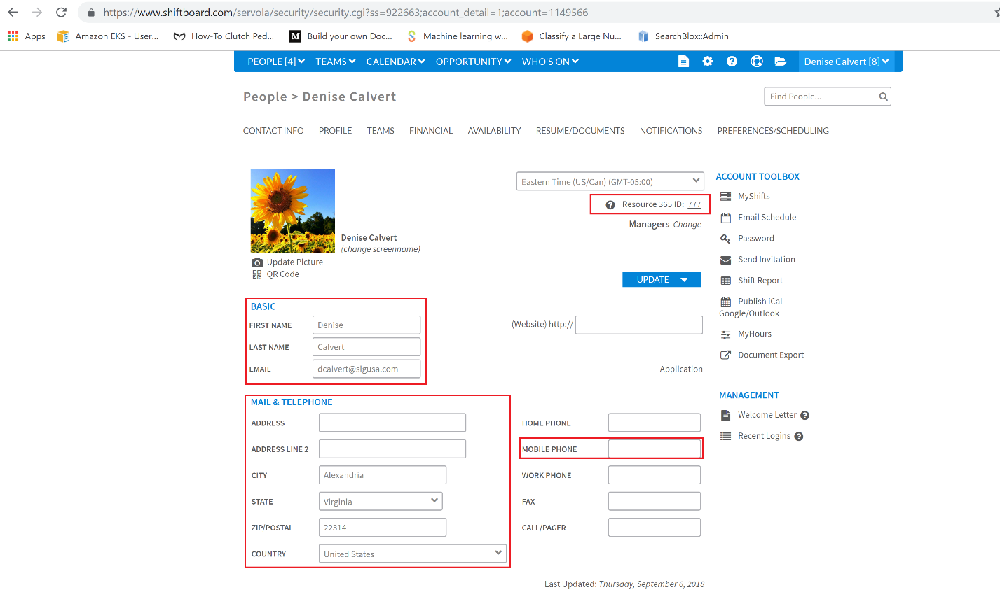 https://www.shiftboard.com/servola/security/security.cgi?ss=922663;account_detail=1;account=1149566
Apps Amazon EKS - User... How-To Clutch Ped... M Build your own Doc... Machine learning w... Classify a Large Nu... SearchBlox::Admin
PEOPLE [4] TEAMS CALENDAR OPPORTUNITY WHO'S ON Denise Calvert [8]
People > Denise Calvert
Find People...
CONTACT INFO PROFILE TEAMS FINANCIAL AVAILABILITY RESUME/DOCUMENTS NOTIFICATIONS PREFERENCES/SCHEDULING
Eastern Time (US/Can) (GMT-05:00)
? Resource 365 ID: 777
Managers Change
Denise Calvert
(change screenname)
Update Picture
QR Code
UPDATE
BASIC
FIRST NAME Denise
LAST NAME Calvert
EMAIL dcalvert@sigusa.com
(Website) http://
Application
MAIL & TELEPHONE
ADDRESS
ADDRESS LINE 2
CITY Alexandria
STATE Virginia
ZIP/POSTAL 22314
COUNTRY United States
HOME PHONE
MOBILE PHONE
WORK PHONE
FAX
CALL/PAGER
Last Updated: Thursday, September 6, 2018
ACCOUNT TOOLBOX
MyShifts
Email Schedule
Password
Send Invitation
Shift Report
Publish iCal
Google/Outlook
MyHours
Document Export
MANAGEMENT
Welcome Letter ?
Recent Logins ?